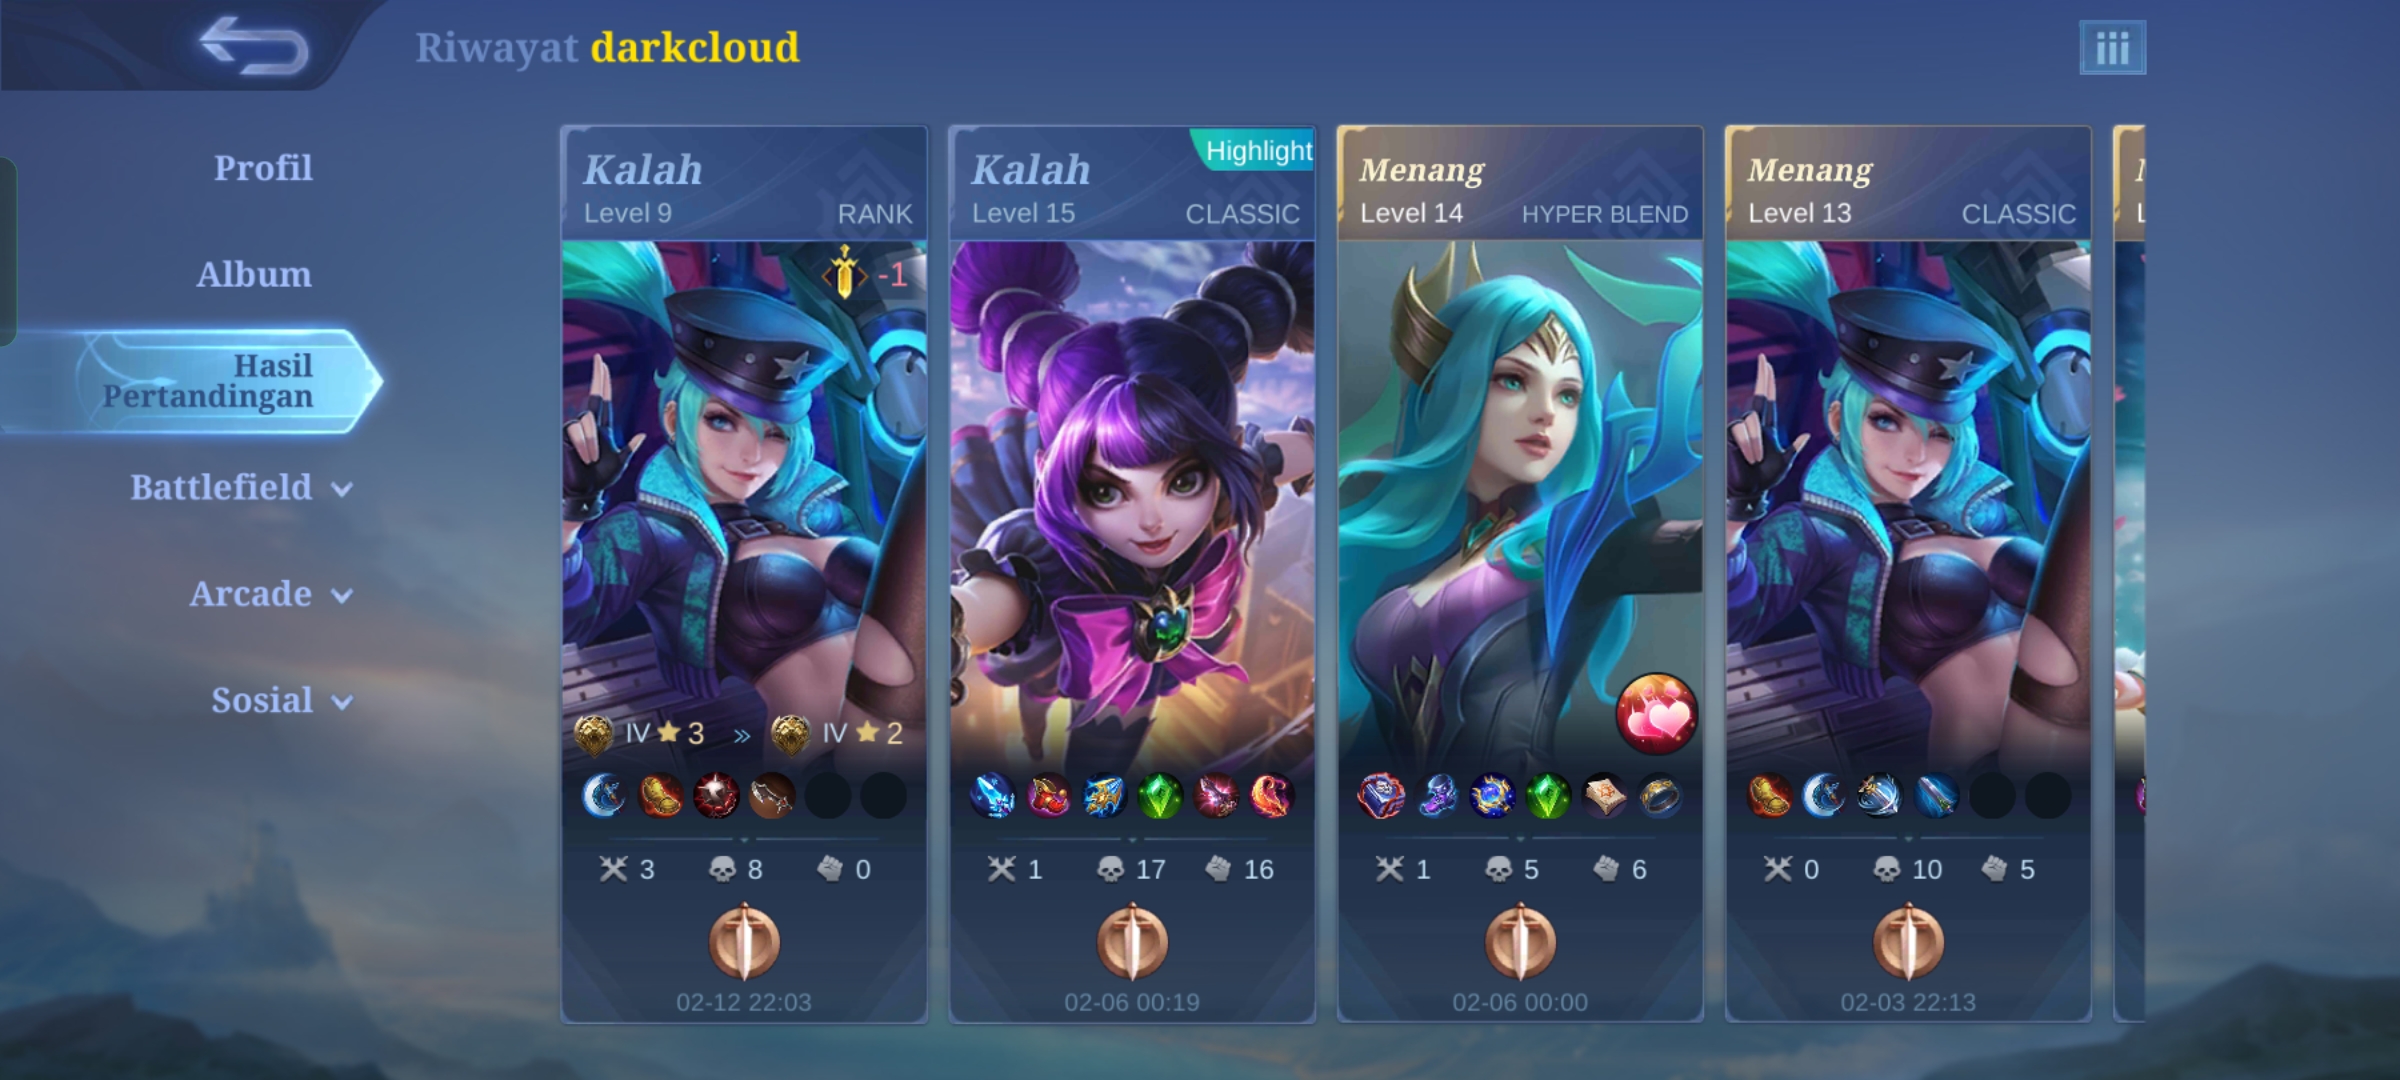 Riwayat darkcloud
Profil
Album
Hasil
Pertandingan
Battlefield
Arcade
Sosial
Kalah
Level 9 RANK
-1
IV 3 » IV 2
3 8 0
02-12 22:03
Highlight
Kalah
Level 15 CLASSIC
1 17 16
02-06 00:19
Menang
Level 14 HYPER BLEND
1 5 6
02-06 00:00
Menang
Level 13 CLASSIC
0 10 5
02-03 22:13